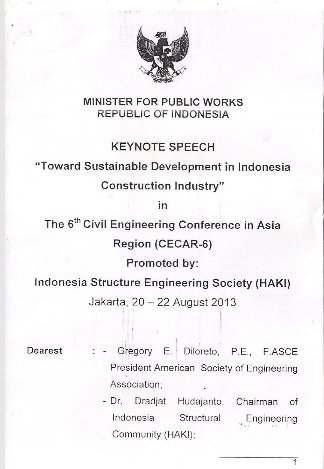 MINISTER FOR PUBLIC WORKS
REPUBLIC OF INDONESIA
KEYNOTE SPEECH
“Toward Sustainable Development in Indonesia
Construction Industry”
in
The 6th Civil Engineering Conference in Asia
Region (CECAR-6)
Promoted by:
Indonesia Structure Engineering Society (HAKI)
Jakarta, 20 – 22 August 2013
Dearest : - Gregory E. Diloreto, P.E., F.ASCE
President American Society of Engineering
Association;
- Dr. Dradjat Hudajanto, Chairman of
Indonesia Structural Engineering
Community (HAKI);
1